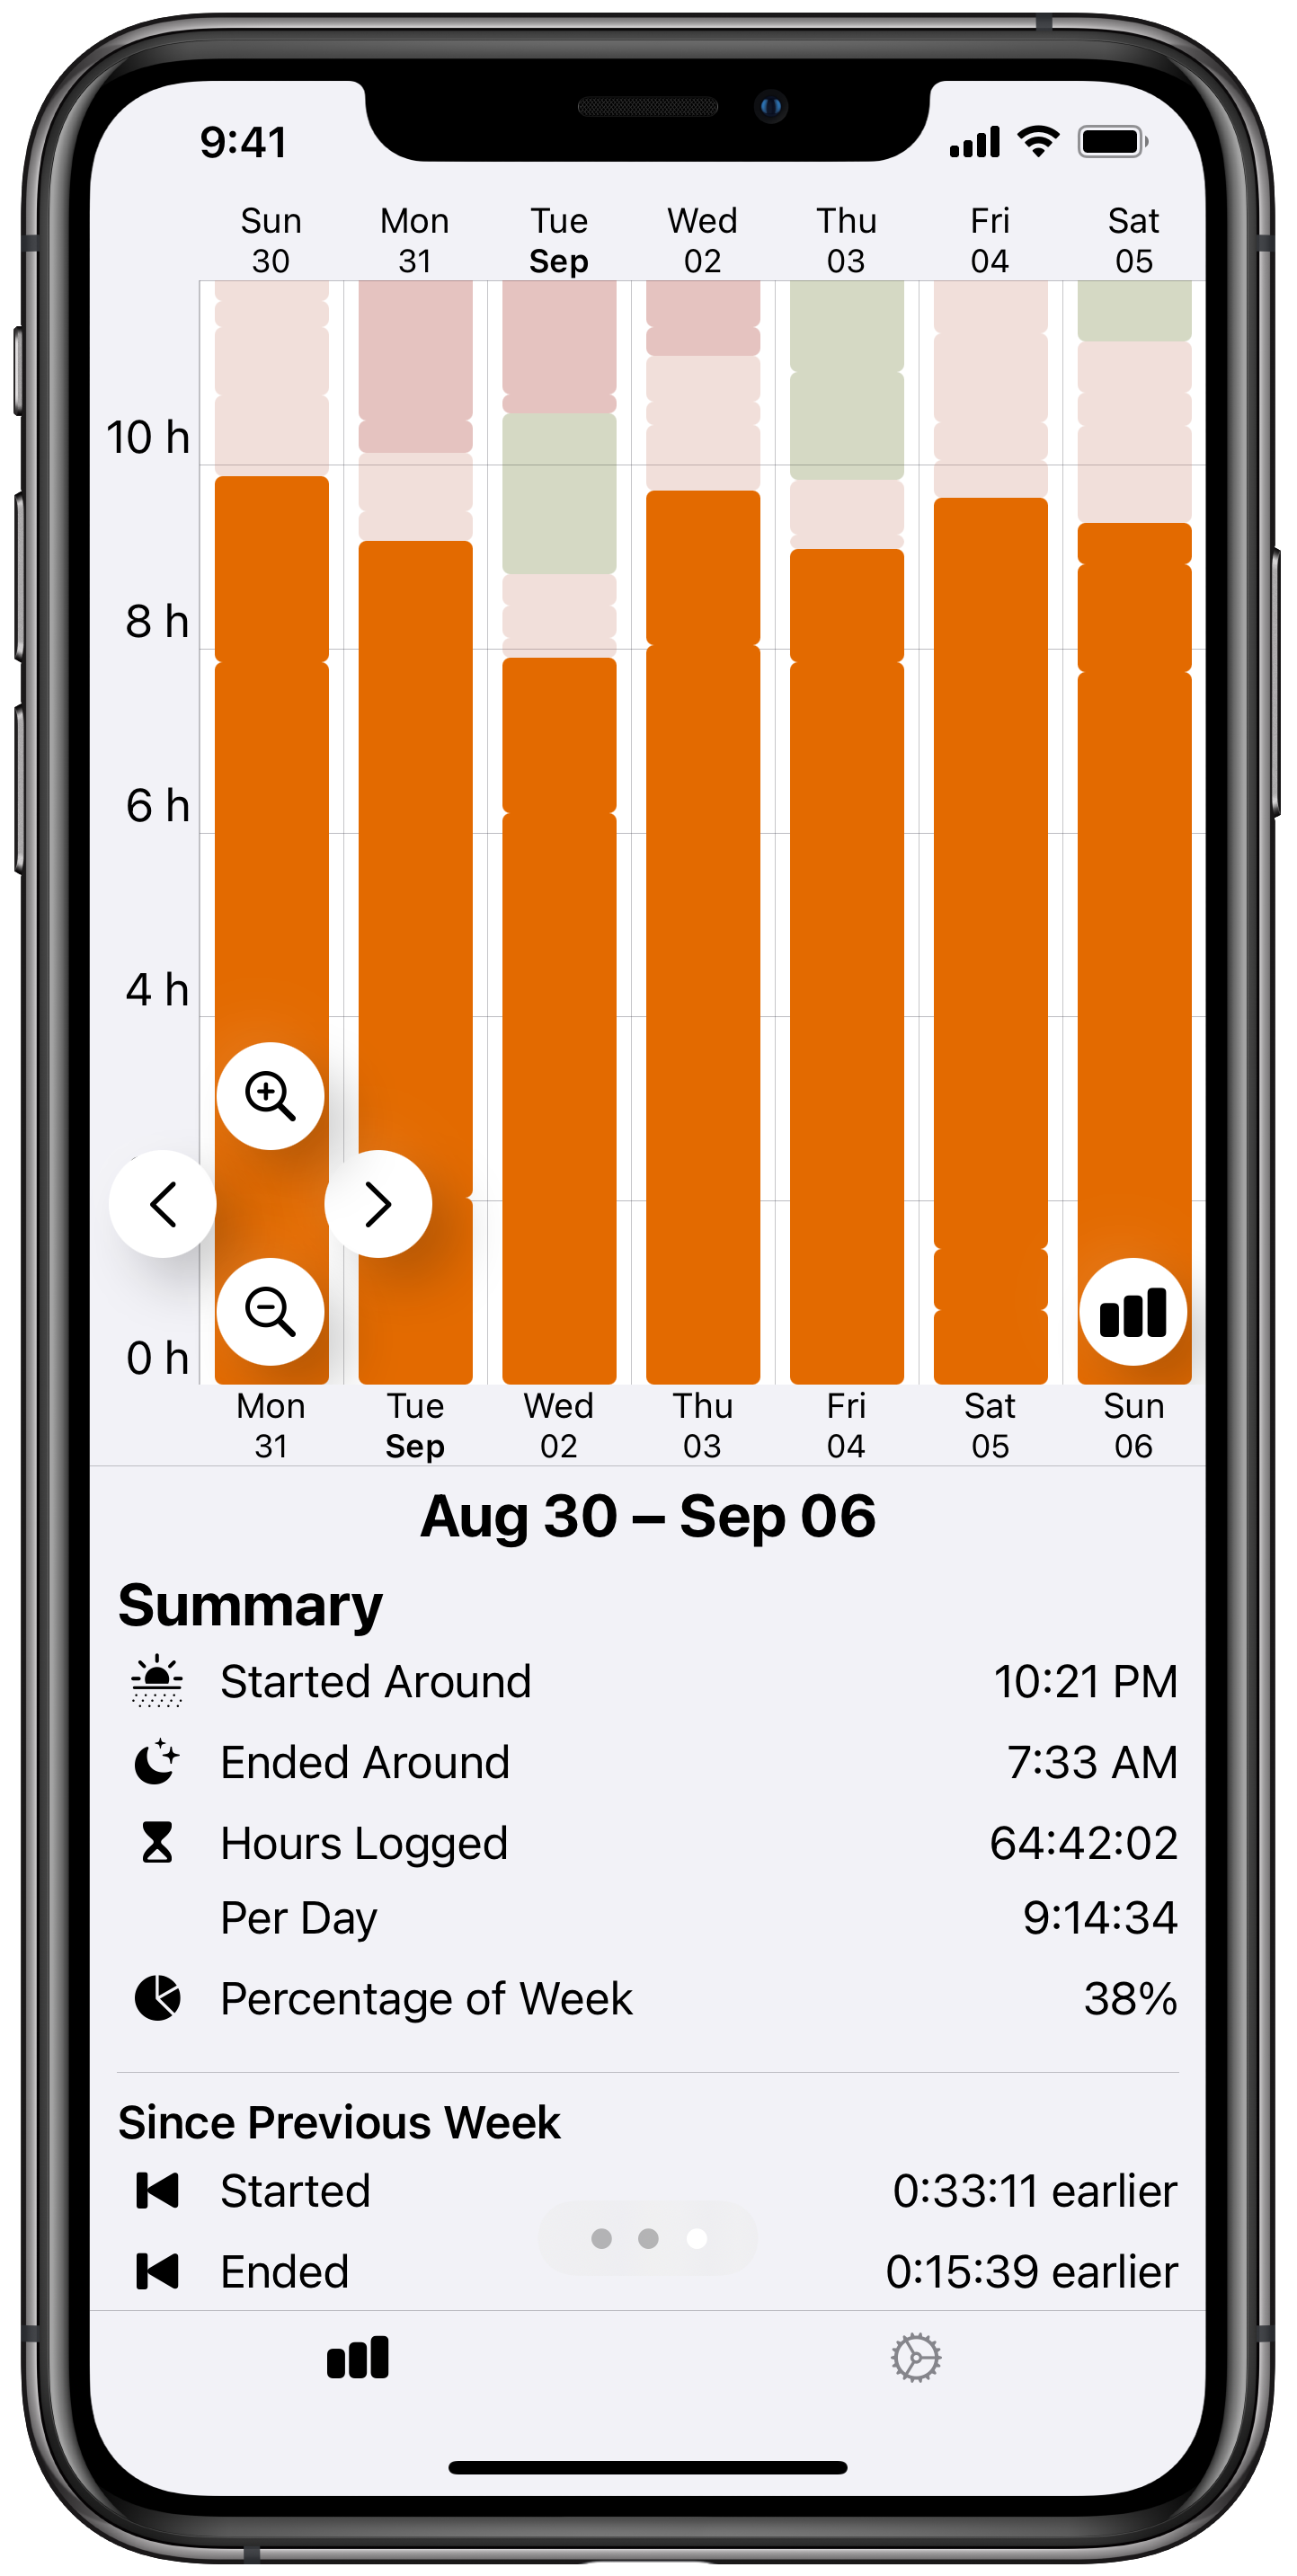 9:41
Sun Mon Tue Wed Thu Fri Sat
30 31 Sep 02 03 04 05
10 h
8 h
6 h
4 h
0 h
Mon Tue Wed Thu Fri Sat Sun
31 Sep 02 03 04 05 06
Aug 30 – Sep 06
Summary
Started Around 10:21 PM
Ended Around 7:33 AM
Hours Logged 64:42:02
Per Day 9:14:34
Percentage of Week 38%
Since Previous Week
Started 0:33:11 earlier
Ended 0:15:39 earlier